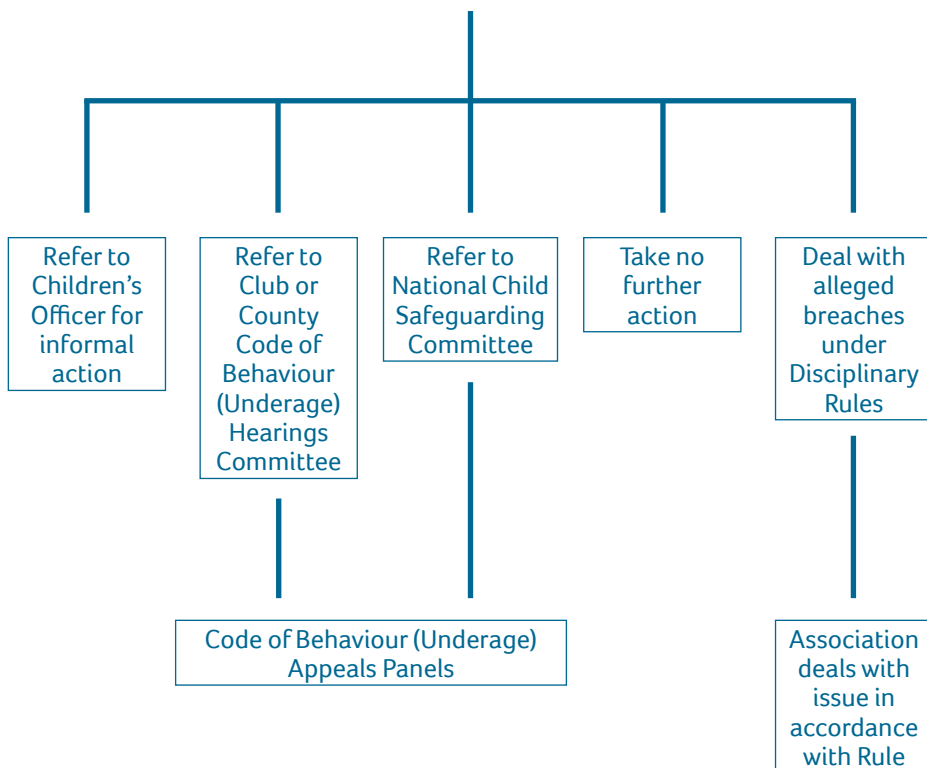 Refer to
Children’s
Officer for
informal
action
Refer to
Club or
County
Code of
Behaviour
(Underage)
Hearings
Committee
Refer to
National Child
Safeguarding
Committee
Take no
further
action
Deal with
alleged
breaches
under
Disciplinary
Rules
Code of Behaviour (Underage)
Appeals Panels
Association
deals with
issue in
accordance
with Rule